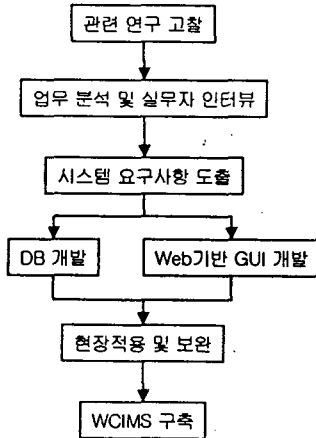 관련 연구 고찰
업무 분석 및 실무자 인터뷰
시스템 요구사항 도출
DB 개발
Web기반 GUI 개발
현장적용 및 보완
WCIMS 구축